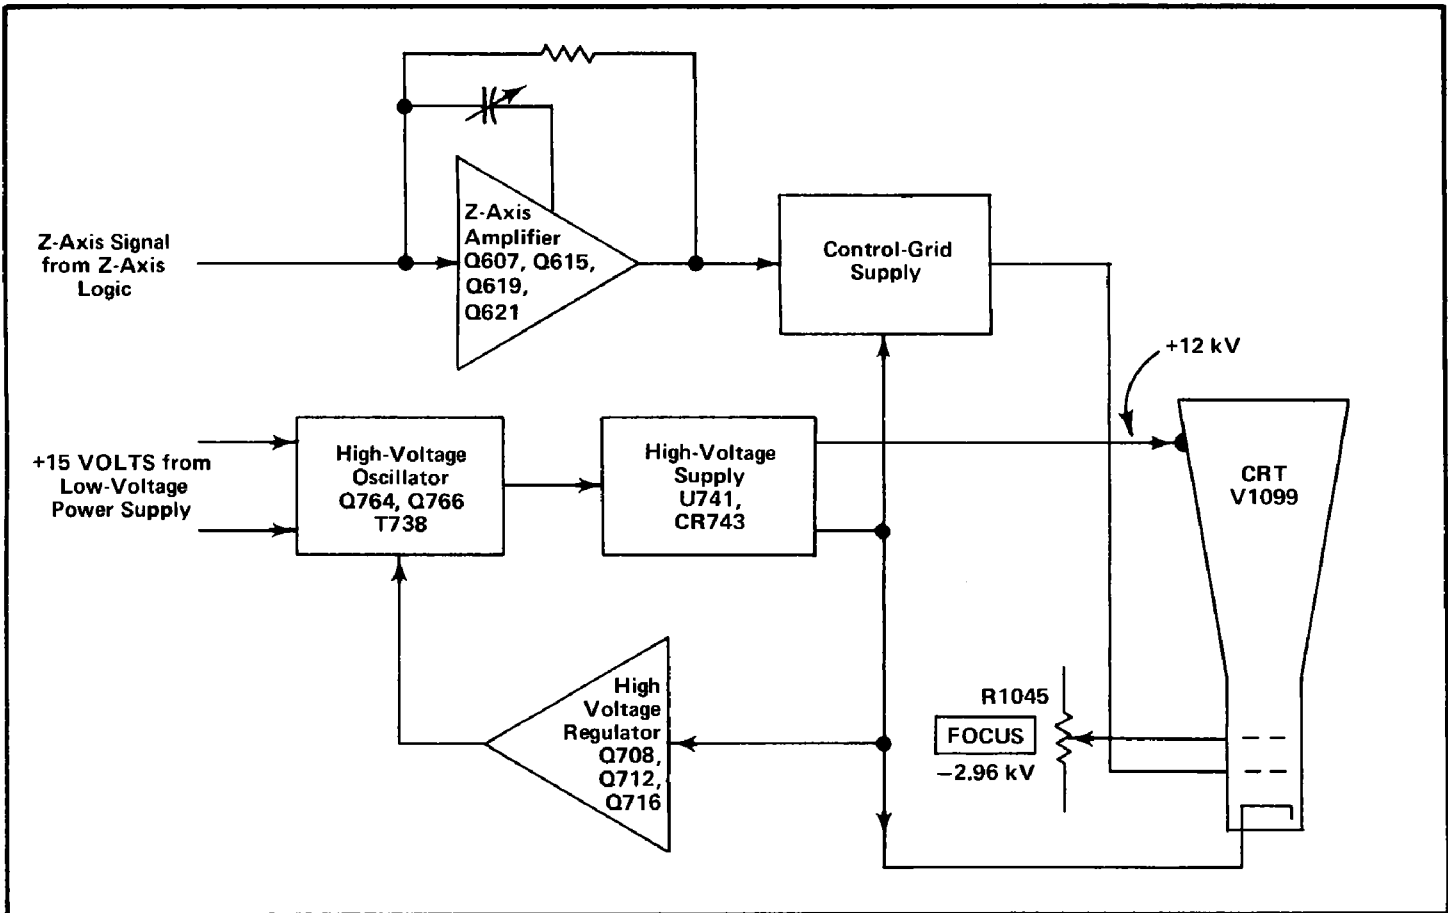 Z-Axis Signal
from Z-Axis
Logic
Z-Axis
Amplifier
Q607, Q615,
Q619,
Q621
Control-Grid
Supply
+12 kV
+15 VOLTS from
Low-Voltage
Power Supply
High-Voltage
Oscillator
Q764, Q766
T738
High-Voltage
Supply
U741,
CR743
CRT
V1099
High
Voltage
Regulator
Q708,
Q712,
Q716
R1045
FOCUS
−2.96 kV